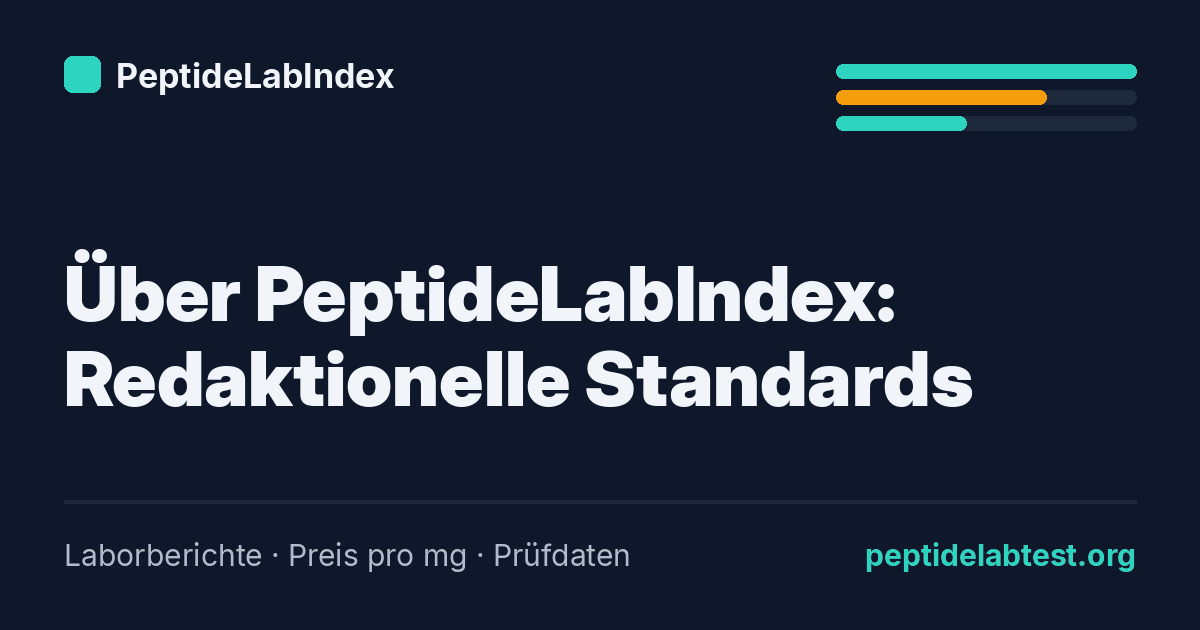 PeptideLabIndex
Über PeptideLabIndex:
Redaktionelle Standards
Laborberichte · Preis pro mg · Prüfdaten
peptidelabtest.org